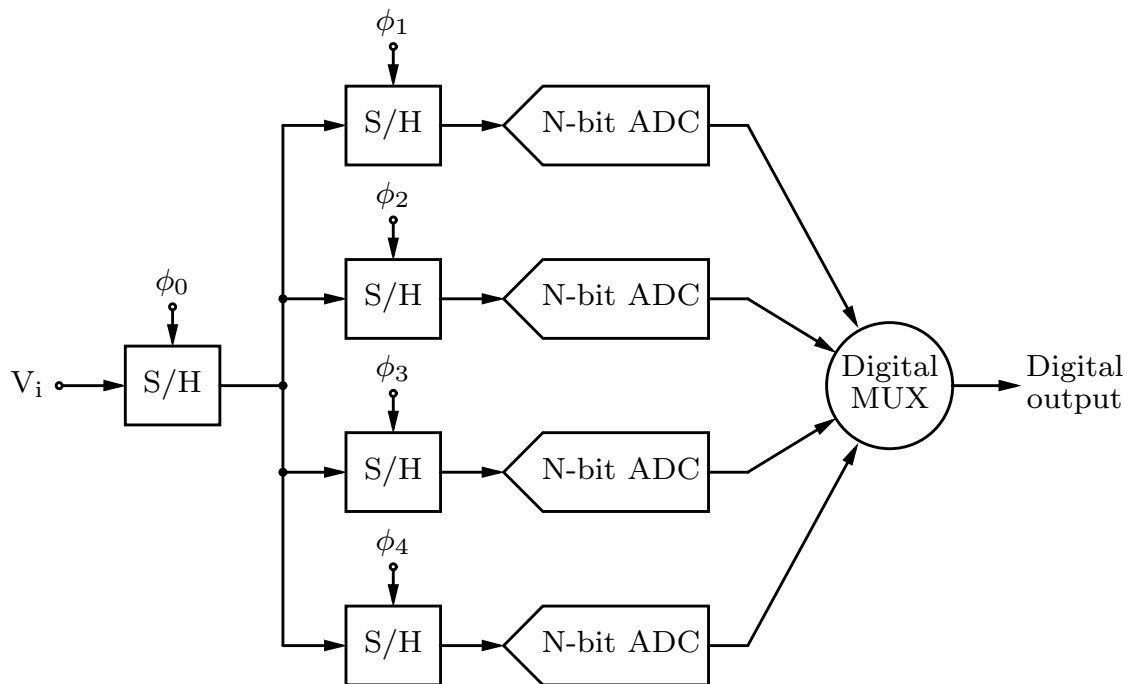 ϕ1
S/H
N-bit ADC
ϕ2
S/H
N-bit ADC
ϕ0
Vi
S/H
ϕ3
S/H
N-bit ADC
Digital
MUX
Digital
output
ϕ4
S/H
N-bit ADC